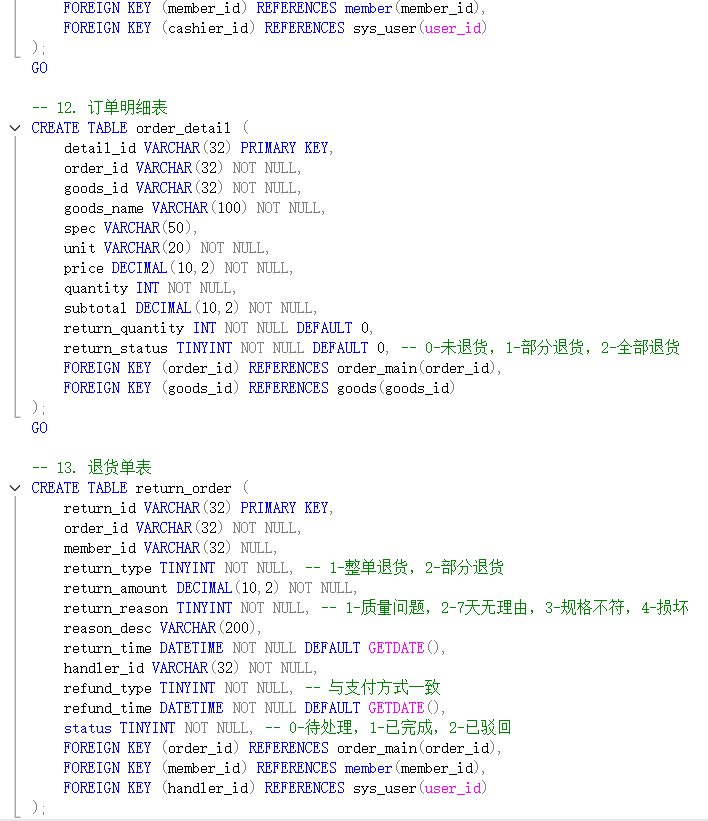 FOREIGN KEY (member_id) REFERENCES member(member_id),
    FOREIGN KEY (cashier_id) REFERENCES sys_user(user_id)
);
GO

-- 12. 订单明细表
CREATE TABLE order_detail (
    detail_id VARCHAR(32) PRIMARY KEY,
    order_id VARCHAR(32) NOT NULL,
    goods_id VARCHAR(32) NOT NULL,
    goods_name VARCHAR(100) NOT NULL,
    spec VARCHAR(50),
    unit VARCHAR(20) NOT NULL,
    price DECIMAL(10,2) NOT NULL,
    quantity INT NOT NULL,
    subtotal DECIMAL(10,2) NOT NULL,
    return_quantity INT NOT NULL DEFAULT 0,
    return_status TINYINT NOT NULL DEFAULT 0, -- 0-未退货，1-部分退货，2-全部退货
    FOREIGN KEY (order_id) REFERENCES order_main(order_id),
    FOREIGN KEY (goods_id) REFERENCES goods(goods_id)
);
GO

-- 13. 退货单表
CREATE TABLE return_order (
    return_id VARCHAR(32) PRIMARY KEY,
    order_id VARCHAR(32) NOT NULL,
    member_id VARCHAR(32) NULL,
    return_type TINYINT NOT NULL, -- 1-整单退货，2-部分退货
    return_amount DECIMAL(10,2) NOT NULL,
    return_reason TINYINT NOT NULL, -- 1-质量问题，2-7天无理由，3-规格不符，4-损坏
    reason_desc VARCHAR(200),
    return_time DATETIME NOT NULL DEFAULT GETDATE(),
    handler_id VARCHAR(32) NOT NULL,
    refund_type TINYINT NOT NULL, -- 与支付方式一致
    refund_time DATETIME NOT NULL DEFAULT GETDATE(),
    status TINYINT NOT NULL, -- 0-待处理，1-已完成，2-已驳回
    FOREIGN KEY (order_id) REFERENCES order_main(order_id),
    FOREIGN KEY (member_id) REFERENCES member(member_id),
    FOREIGN KEY (handler_id) REFERENCES sys_user(user_id)
);